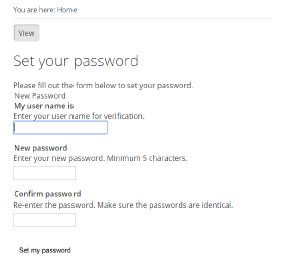 You are here: Home
View
Set your password
Please fill out the form below to set your password.
New Password
My user name is
Enter your user name for verification.
New password
Enter your new password. Minimum 5 characters.
Confirm password
Re-enter the password. Make sure the passwords are identical.
Set my password